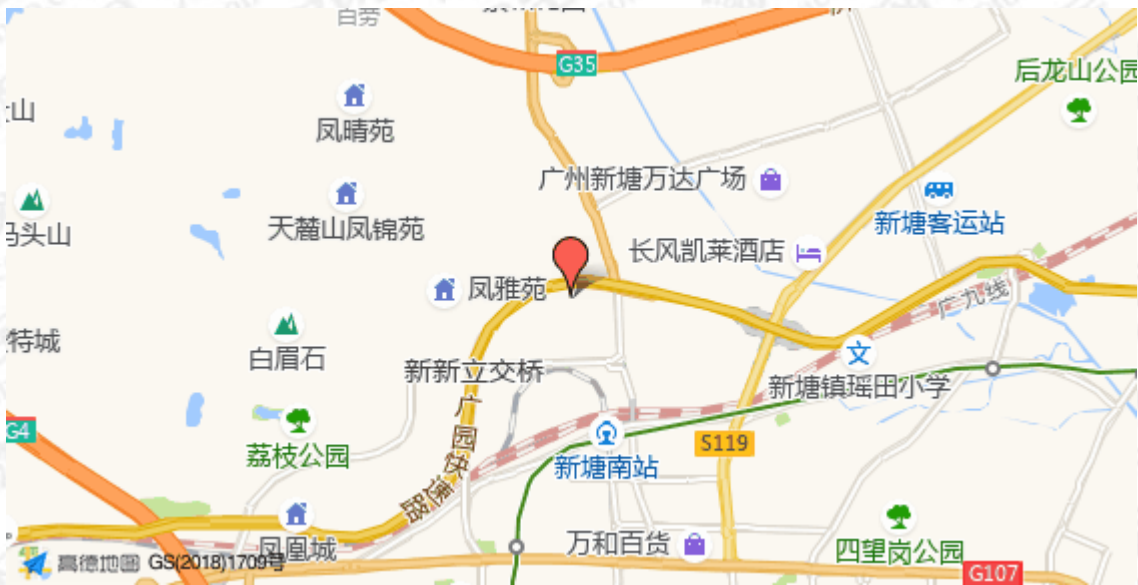 白芳
G35
后龙山公园
山
凤晴苑
广州新塘万达广场
新塘客运站
马头山
天麓山凤锦苑
长风凯莱酒店
凤雅苑
广九线
特城
白眉石
新新立交桥
新塘镇瑶田小学
G4
荔枝公园
广园快速路
S119
新塘南站
凤凰城
万和百货
四望岗公园
高德地图 GS(2018)1709号
G107